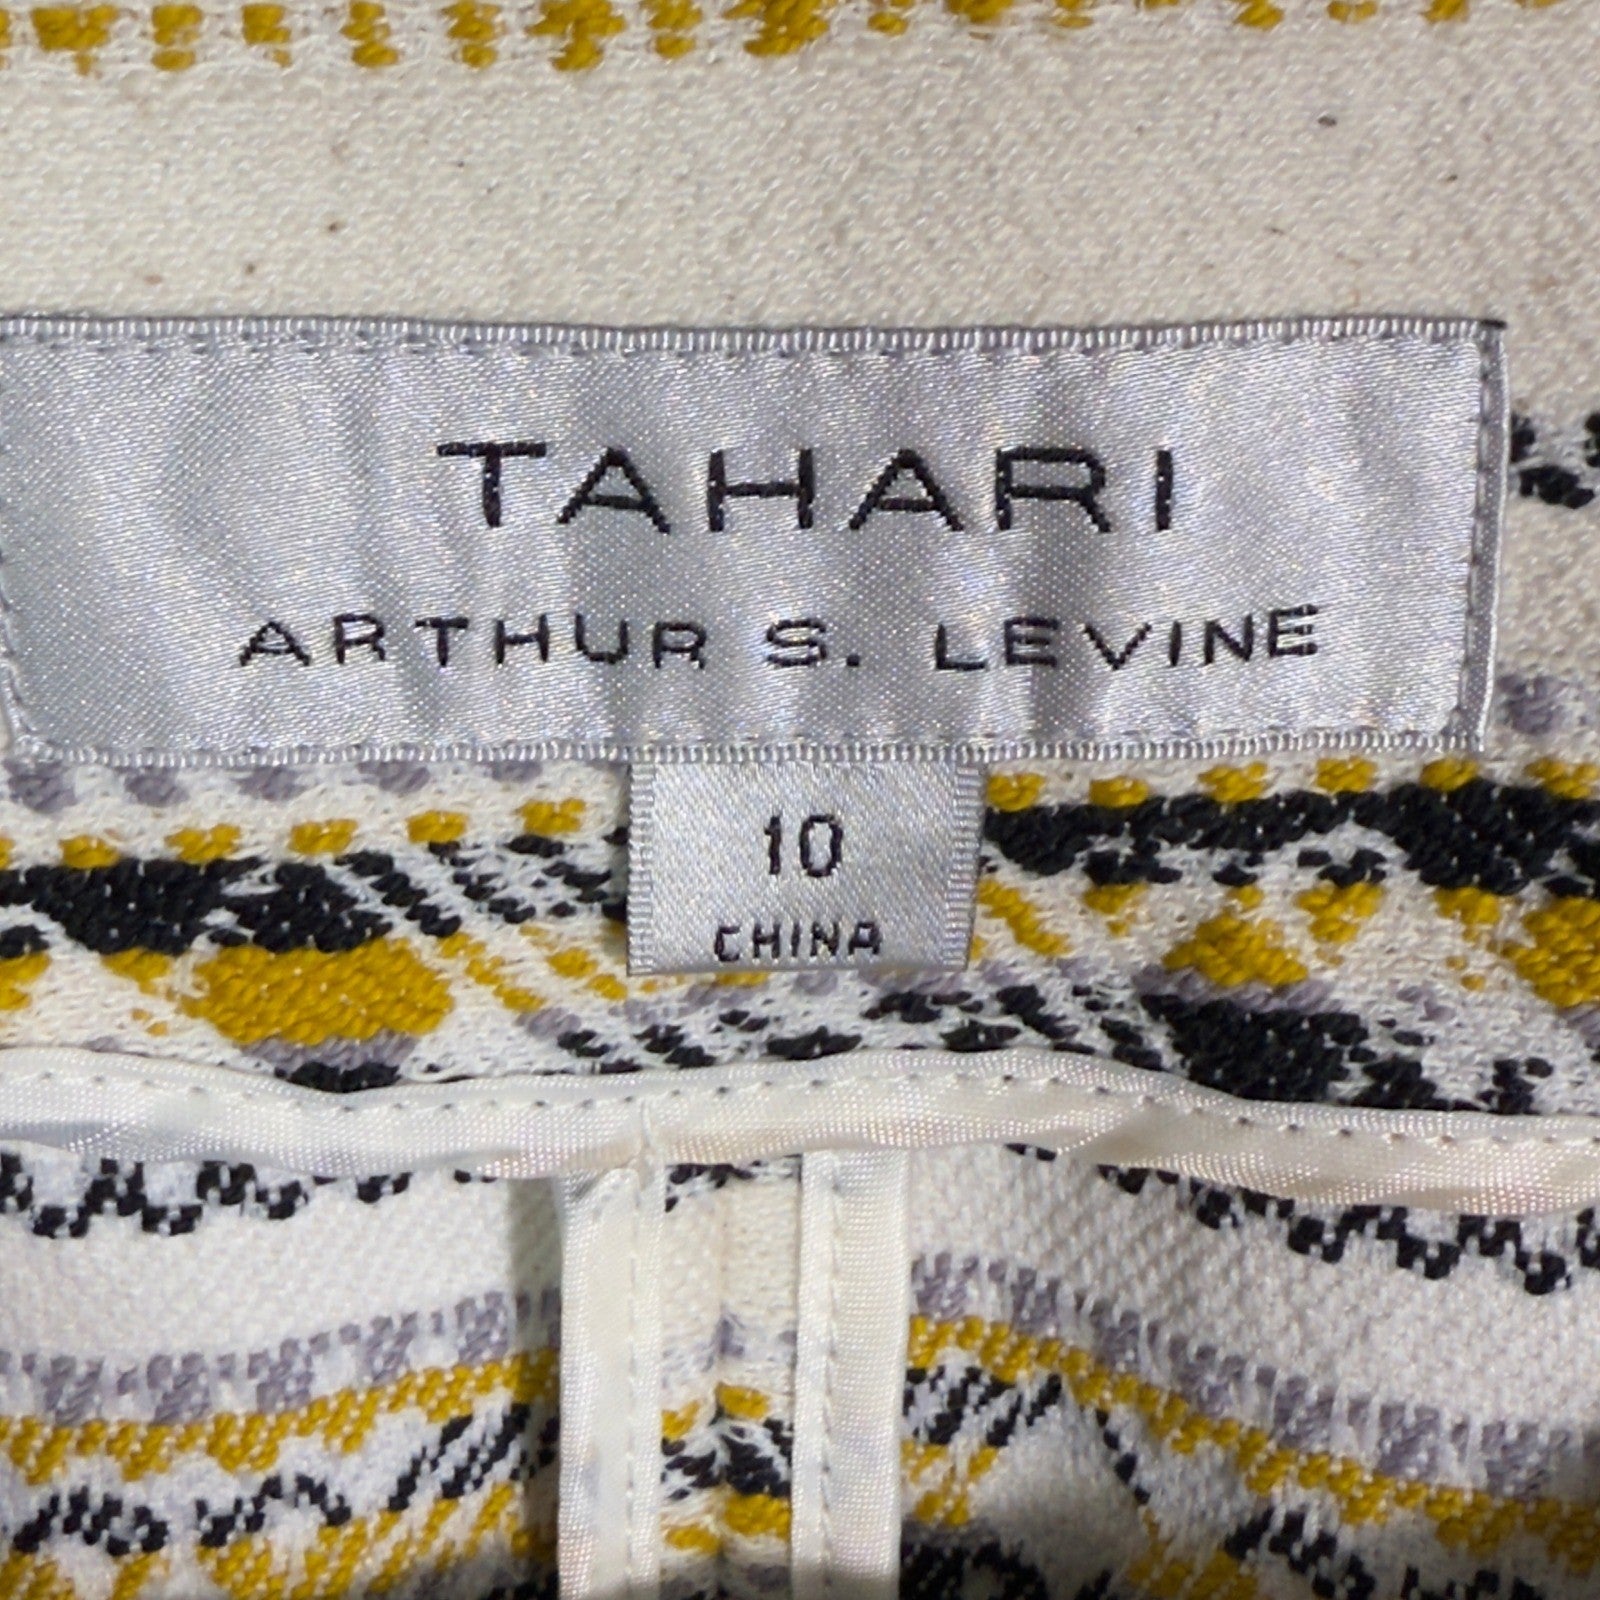 TAHARI
ARTHUR S. LEVINE
10
CHINA